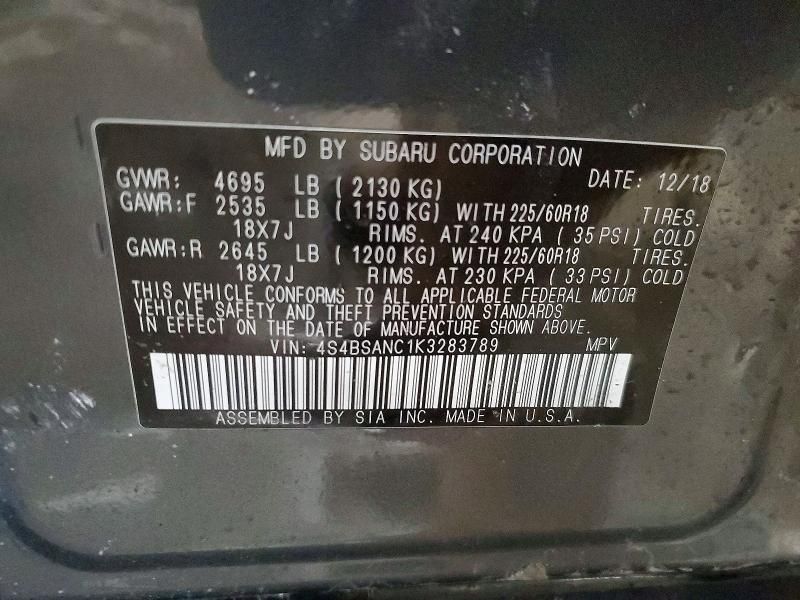 MFD BY SUBARU CORPORATION
GVWR: 4695 LB ( 2130 KG) DATE: 12/18
GAWR:F 2535 LB ( 1150 KG) WITH 225/60R18 TIRES.
18X7J RIMS. AT 240 KPA ( 35 PSI) COLD
GAWR:R 2645 LB ( 1200 KG) WITH 225/60R18 TIRES.
18X7J RIMS. AT 230 KPA ( 33 PSI) COLD
THIS VEHICLE CONFORMS TO ALL APPLICABLE FEDERAL MOTOR
VEHICLE SAFETY AND THEFT PREVENTION STANDARDS
IN EFFECT ON THE DATE OF MANUFACTURE SHOWN ABOVE.
VIN: 4S4BSANC1K3283789 MPV
ASSEMBLED BY SIA INC. MADE IN U.S.A.